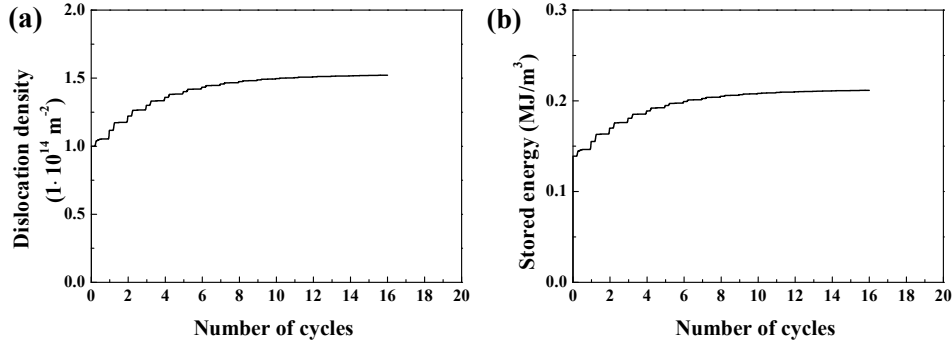 (a)
2.0
1.5
1.0
0.5
0.0
Dislocation density
(1·10^14 m^-2)
0 2 4 6 8 10 12 14 16 18 20
Number of cycles
(b)
0.3
0.2
0.1
0.0
Stored energy (MJ/m^3)
0 2 4 6 8 10 12 14 16 18 20
Number of cycles